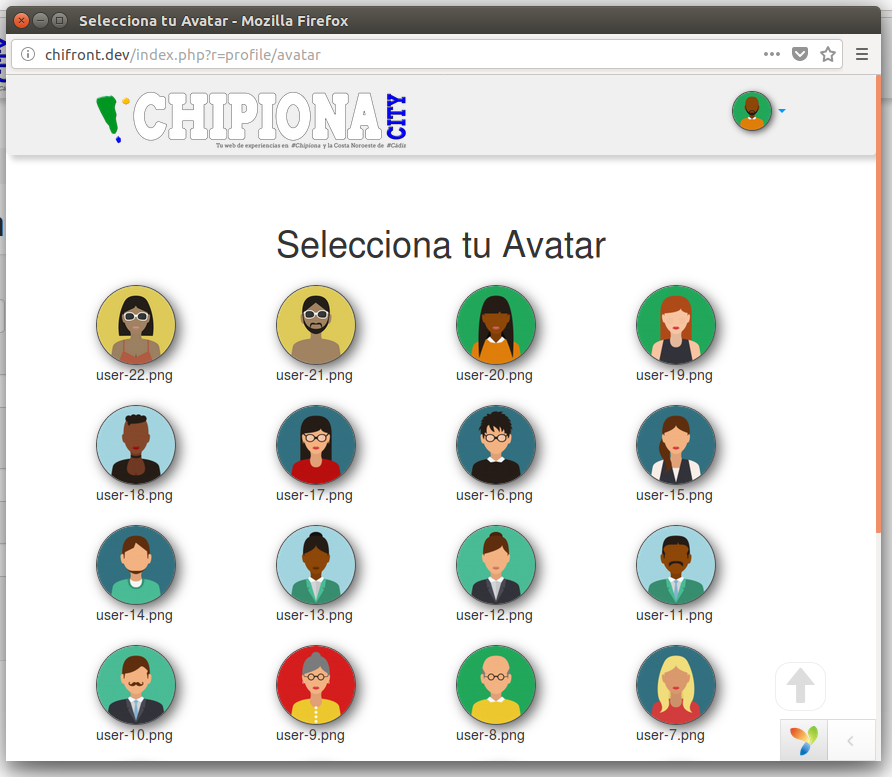 Selecciona tu Avatar - Mozilla Firefox
chifront.dev/index.php?r=profile/avatar
CHIPIONA CITY
Tu web de experiencias en #Chipiona y la Costa Noroeste de #Cádiz
Selecciona tu Avatar
user-22.png user-21.png user-20.png user-19.png
user-18.png user-17.png user-16.png user-15.png
user-14.png user-13.png user-12.png user-11.png
user-10.png user-9.png user-8.png user-7.png